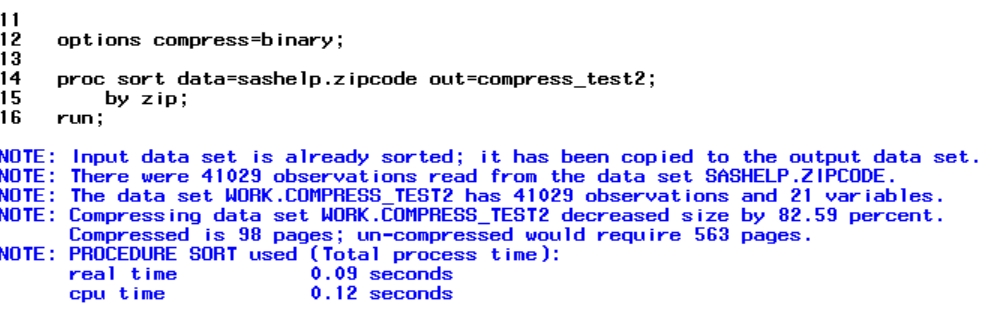 11
12 options compress=binary;
13
14 proc sort data=sashelp.zipcode out=compress_test2;
15 by zip;
16 run;
NOTE: Input data set is already sorted; it has been copied to the output data set.
NOTE: There were 41029 observations read from the data set SASHELP.ZIPCODE.
NOTE: The data set WORK.COMPRESS_TEST2 has 41029 observations and 21 variables.
NOTE: Compressing data set WORK.COMPRESS_TEST2 decreased size by 82.59 percent.
Compressed is 98 pages; un-compressed would require 563 pages.
NOTE: PROCEDURE SORT used (Total process time):
real time 0.09 seconds
cpu time 0.12 seconds